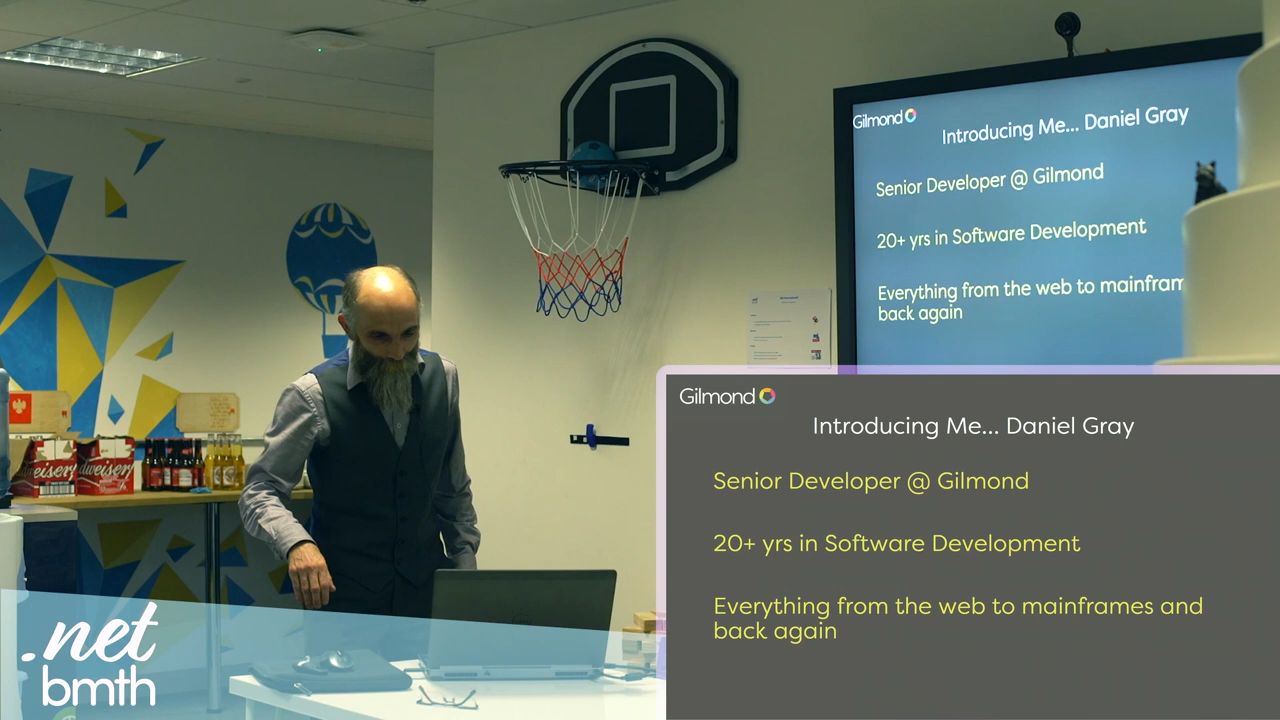 Gilmond
Introducing Me... Daniel Gray
Senior Developer @ Gilmond
20+ yrs in Software Development
Everything from the web to mainfram
back again
Gilmond
Introducing Me... Daniel Gray
Senior Developer @ Gilmond
20+ yrs in Software Development
Everything from the web to mainframes and
back again
.net
bmth